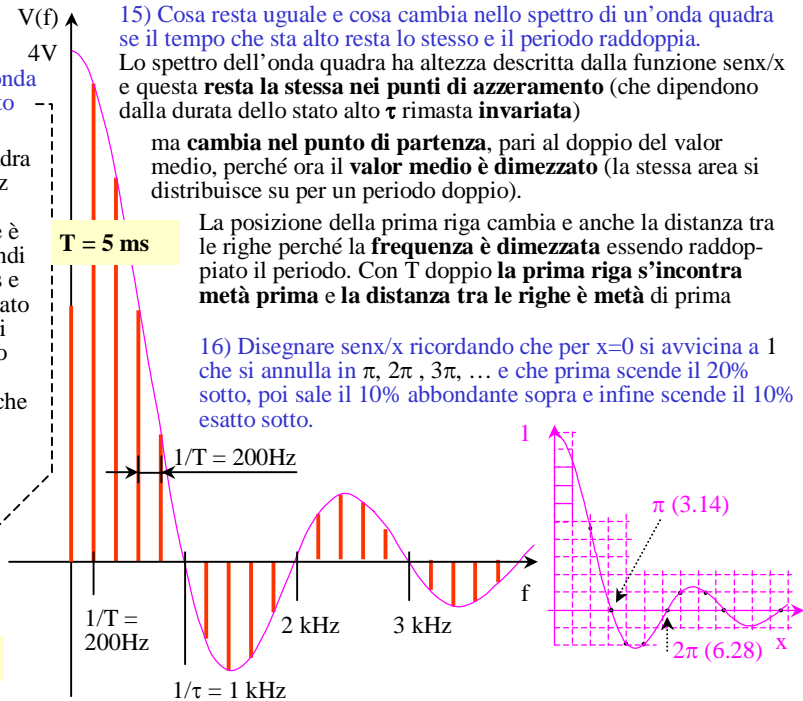 V(f)
4V
15) Cosa resta uguale e cosa cambia nello spettro di un'onda quadra
se il tempo che sta alto resta lo stesso e il periodo raddoppia.
Lo spettro dell'onda quadra ha altezza descritta dalla funzione senx/x
e questa resta la stessa nei punti di azzeramento (che dipendono
dalla durata dello stato alto τ rimasta invariata)
ma cambia nel punto di partenza, pari al doppio del valor
medio, perché ora il valor medio è dimezzato (la stessa area si
distribuisce su per un periodo doppio).
T = 5 ms
La posizione della prima riga cambia e anche la distanza tra
le righe perché la frequenza è dimezzata essendo raddop-
piato il periodo. Con T doppio la prima riga s'incontra
metà prima e la distanza tra le righe è metà di prima
16) Disegnare senx/x ricordando che per x=0 si avvicina a 1
che si annulla in π, 2π , 3π, … e che prima scende il 20%
sotto, poi sale il 10% abbondante sopra e infine scende il 10%
esatto sotto.
1/T = 200Hz
1
π (3.14)
2π (6.28)
x
f
1/T =
200Hz
2 kHz
3 kHz
1/τ = 1 kHz
onda
è
che